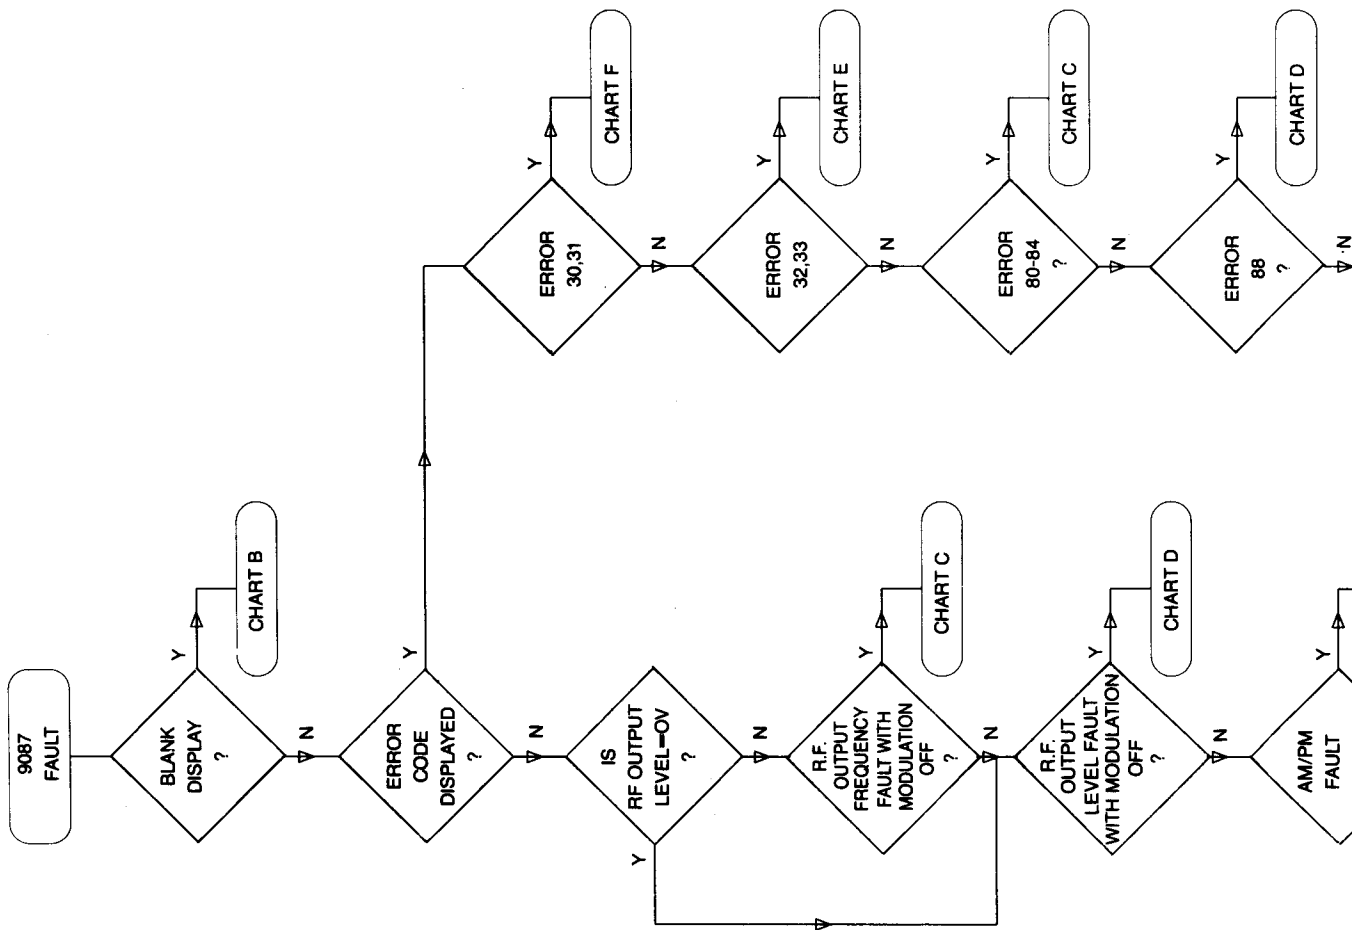 9087
FAULT
BLANK
DISPLAY
?
Y
CHART B
N
ERROR
CODE
DISPLAYED
?
Y
N
IS
RF OUTPUT
LEVEL=OV
?
Y
N
R.F.
OUTPUT
FREQUENCY
FAULT WITH
MODULATION
OFF
?
Y
CHART C
N
R.F.
OUTPUT
LEVEL FAULT
WITH MODULATION
OFF
?
Y
CHART D
N
AM/PM
FAULT
Y
ERROR
30,31
Y
CHART F
N
ERROR
32,33
Y
CHART E
N
ERROR
80-84
?
Y
CHART C
N
ERROR
88
?
Y
CHART D
N